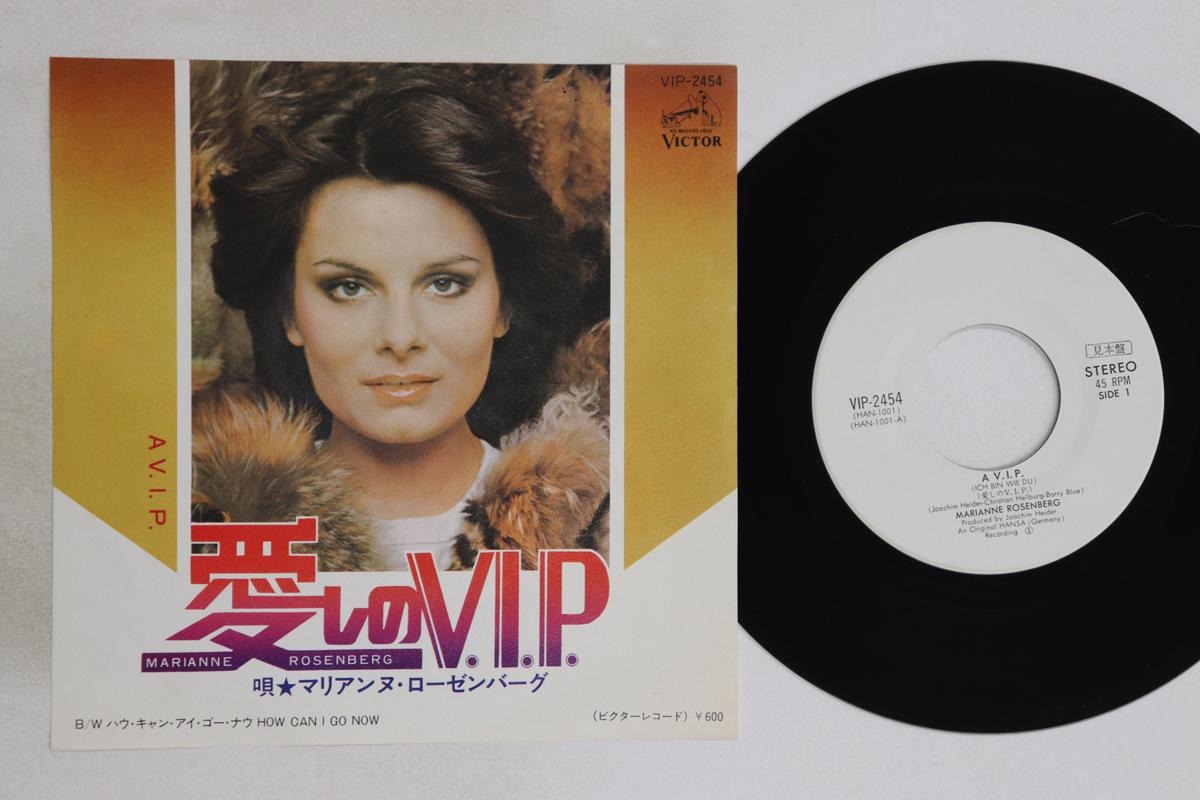 VIP-2454
HIS MASTERS VOICE
VICTOR
A V. I. P.
愛しのV.I.P.
MARIANNE ROSENBERG
唄★マリアンヌ・ローゼンバーグ
B/W ハウ・キャン・アイ・ゴー・ナウ HOW CAN I GO NOW
(ビクターレコード) ¥600
見本盤
STEREO
45 RPM
SIDE 1
VIP-2454
(HAN-1001)
(HAN-1001-A)
A V.I.P.
(ICH BIN WIE DU)
(愛しのV.I.P.)
(Joachim Heider-Christian Heilburg-Barry Blue)
MARIANNE ROSENBERG
Produced by Joachim Heider
An Original HANSA (Germany)
Recording ①